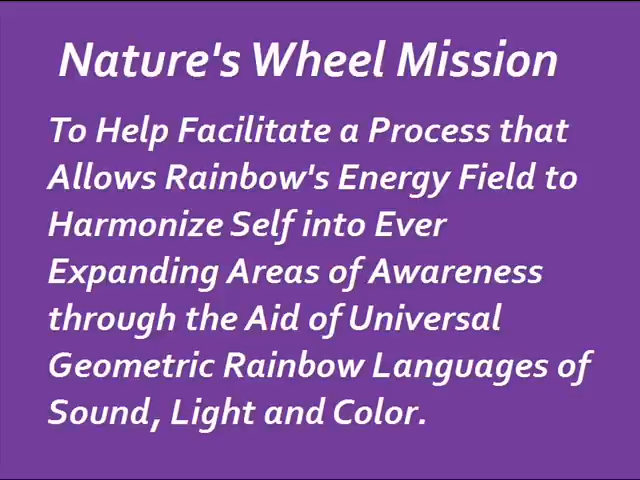 Nature's Wheel Mission
To Help Facilitate a Process that
Allows Rainbow's Energy Field to
Harmonize Self into Ever
Expanding Areas of Awareness
through the Aid of Universal
Geometric Rainbow Languages of
Sound, Light and Color.